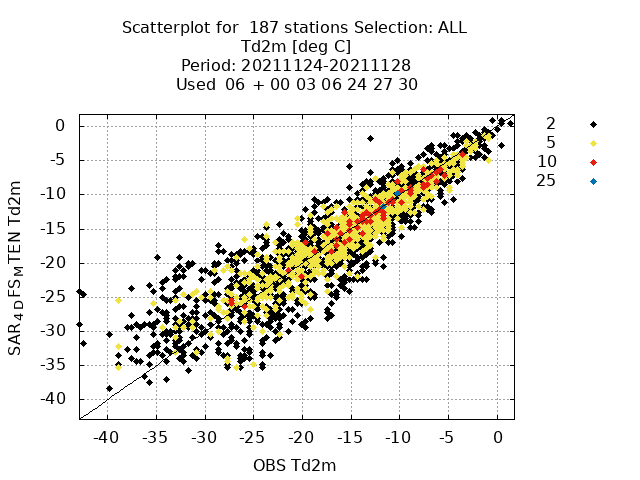 Scatterplot for  187 stations Selection: ALL
Td2m [deg C]
Period: 20211124-20211128
Used  06 + 00 03 06 24 27 30
2
5
10
25
0
-5
-10
-15
-20
-25
-30
-35
-40
SAR4DFSMTEN Td2m
-40 -35 -30 -25 -20 -15 -10 -5 0
OBS Td2m